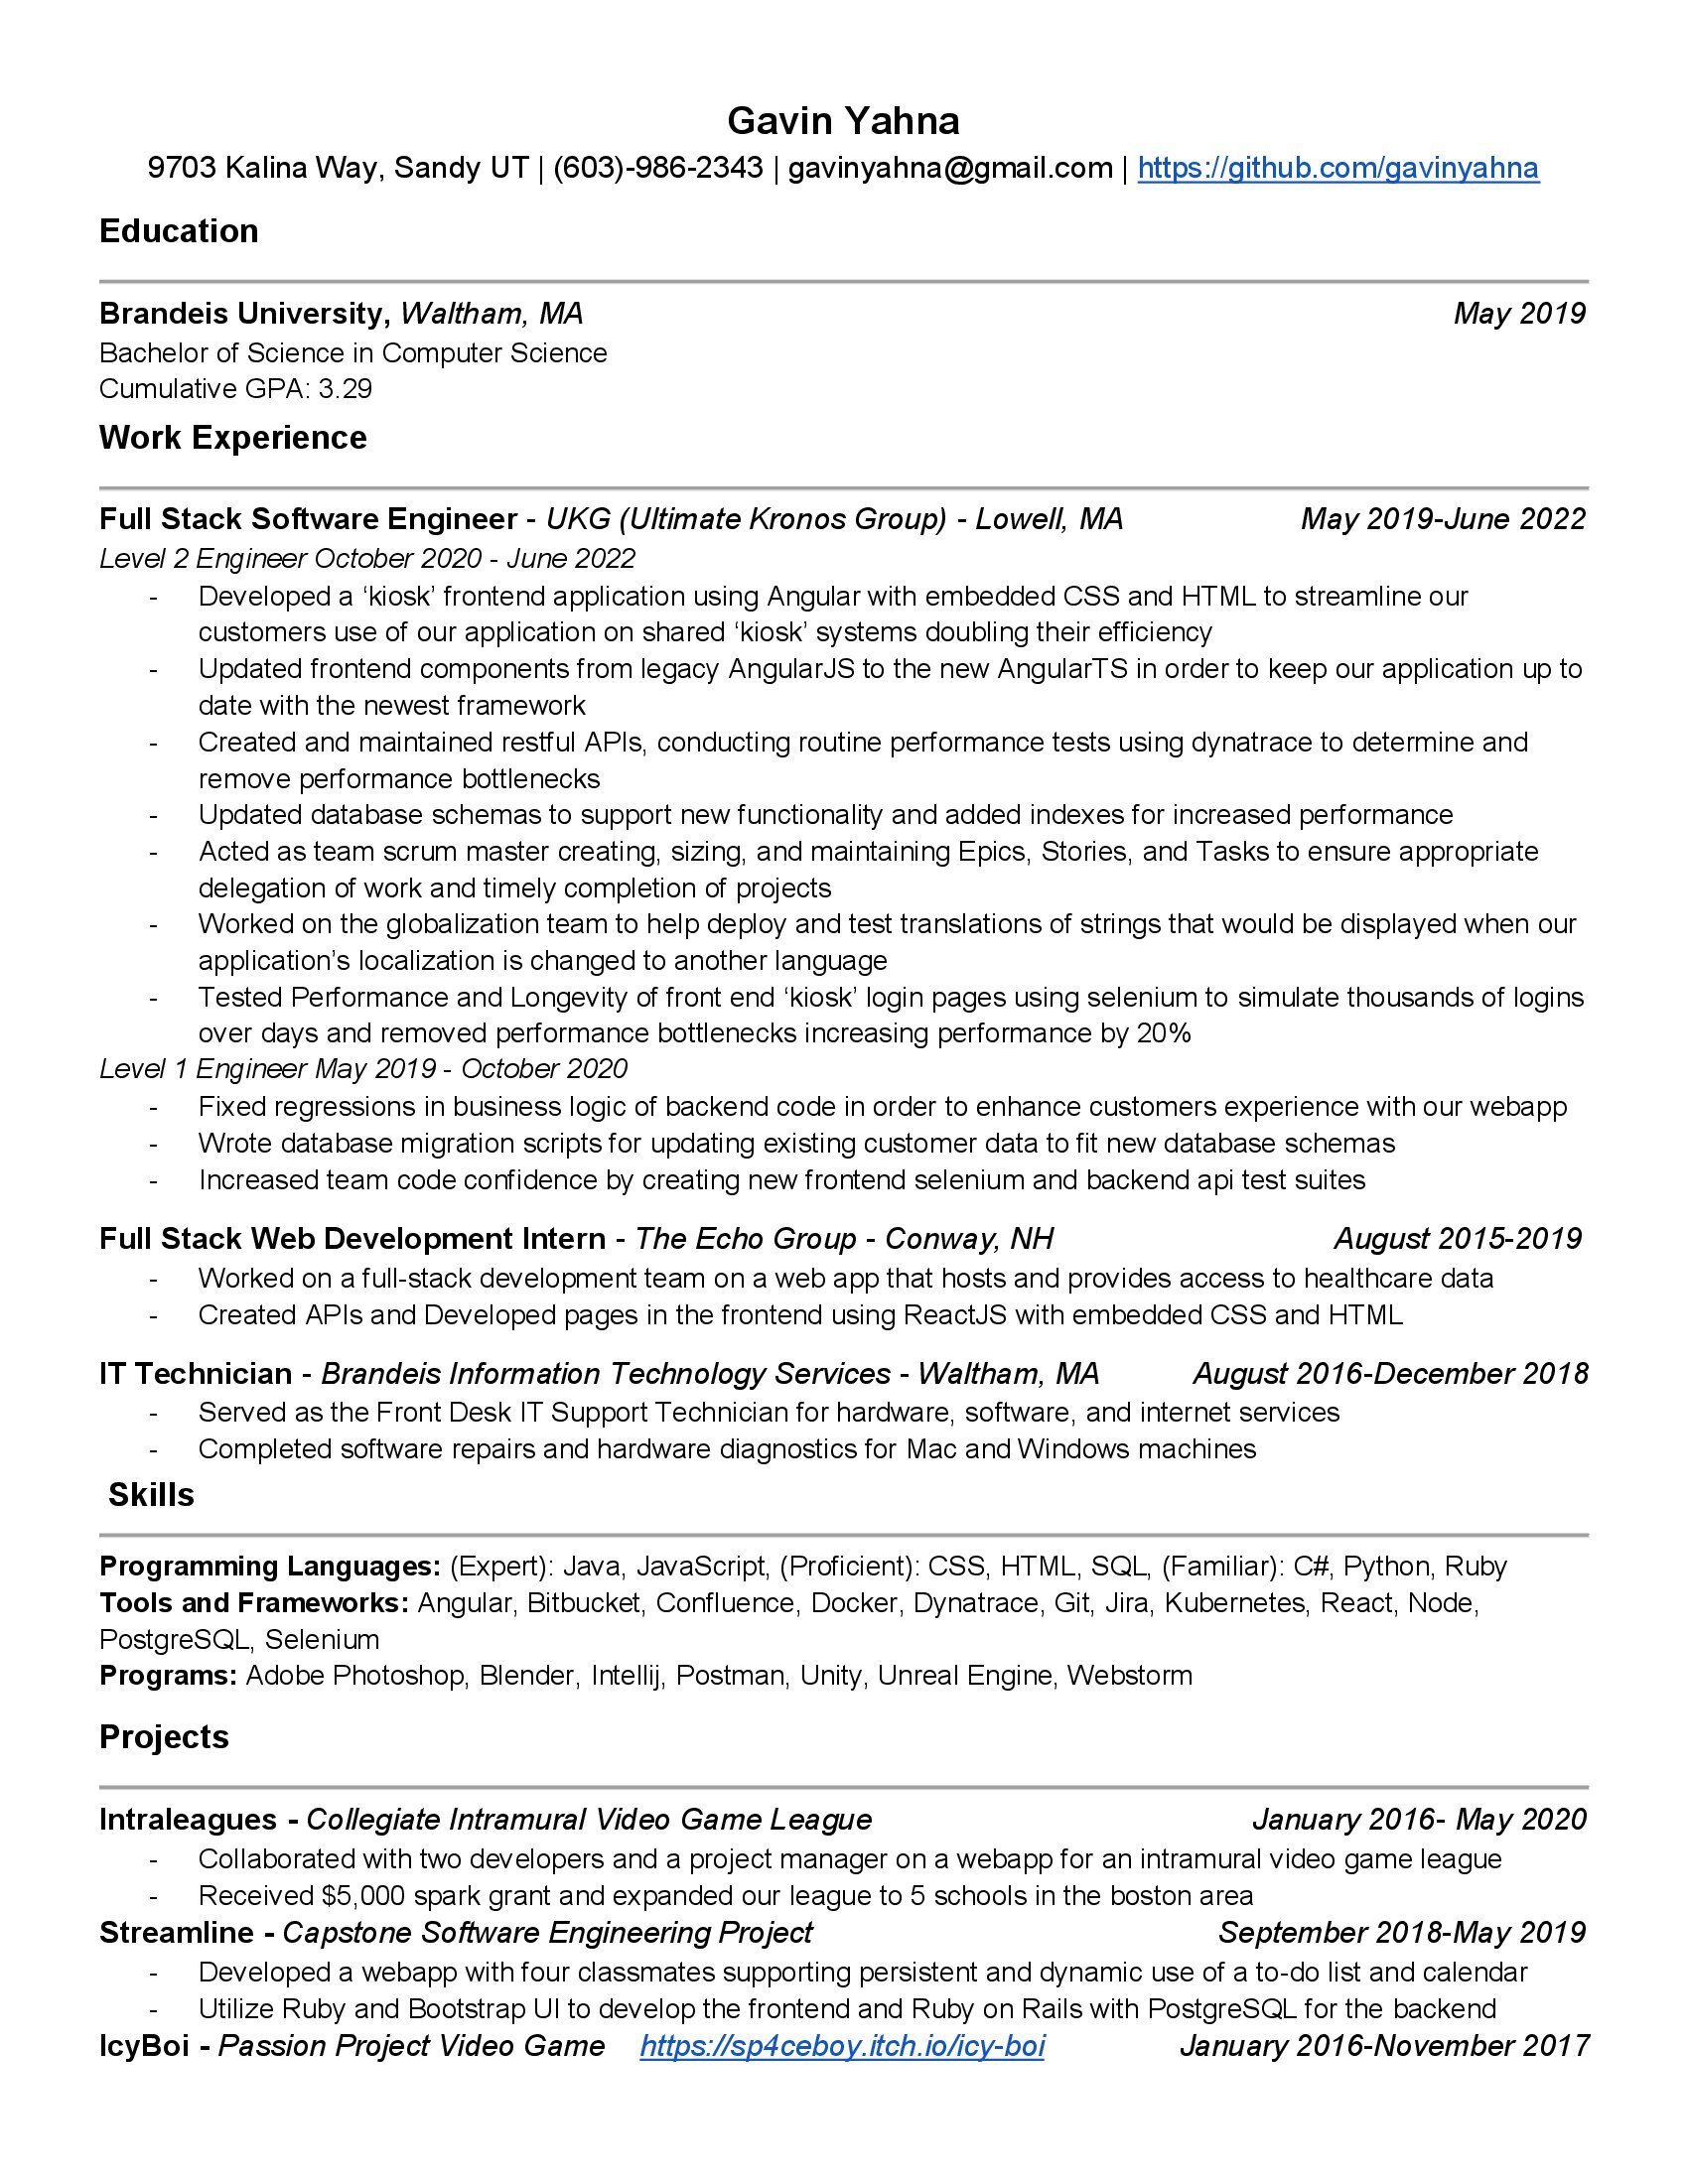 Gavin Yahna
9703 Kalina Way, Sandy UT | (603)-986-2343 | gavinyahna@gmail.com | https://github.com/gavinyahna
Education
Brandeis University, Waltham, MA May 2019
Bachelor of Science in Computer Science
Cumulative GPA: 3.29
Work Experience
Full Stack Software Engineer - UKG (Ultimate Kronos Group) - Lowell, MA May 2019-June 2022
Level 2 Engineer October 2020 - June 2022
- Developed a ‘kiosk’ frontend application using Angular with embedded CSS and HTML to streamline our
customers use of our application on shared ‘kiosk’ systems doubling their efficiency
- Updated frontend components from legacy AngularJS to the new AngularTS in order to keep our application up to
date with the newest framework
- Created and maintained restful APIs, conducting routine performance tests using dynatrace to determine and
remove performance bottlenecks
- Updated database schemas to support new functionality and added indexes for increased performance
- Acted as team scrum master creating, sizing, and maintaining Epics, Stories, and Tasks to ensure appropriate
delegation of work and timely completion of projects
- Worked on the globalization team to help deploy and test translations of strings that would be displayed when our
application’s localization is changed to another language
- Tested Performance and Longevity of front end ‘kiosk’ login pages using selenium to simulate thousands of logins
over days and removed performance bottlenecks increasing performance by 20%
Level 1 Engineer May 2019 - October 2020
- Fixed regressions in business logic of backend code in order to enhance customers experience with our webapp
- Wrote database migration scripts for updating existing customer data to fit new database schemas
- Increased team code confidence by creating new frontend selenium and backend api test suites
Full Stack Web Development Intern - The Echo Group - Conway, NH August 2015-2019
- Worked on a full-stack development team on a web app that hosts and provides access to healthcare data
- Created APIs and Developed pages in the frontend using ReactJS with embedded CSS and HTML
IT Technician - Brandeis Information Technology Services - Waltham, MA August 2016-December 2018
- Served as the Front Desk IT Support Technician for hardware, software, and internet services
- Completed software repairs and hardware diagnostics for Mac and Windows machines
Skills
Programming Languages: (Expert): Java, JavaScript, (Proficient): CSS, HTML, SQL, (Familiar): C#, Python, Ruby
Tools and Frameworks: Angular, Bitbucket, Confluence, Docker, Dynatrace, Git, Jira, Kubernetes, React, Node,
PostgreSQL, Selenium
Programs: Adobe Photoshop, Blender, Intellij, Postman, Unity, Unreal Engine, Webstorm
Projects
Intraleagues - Collegiate Intramural Video Game League January 2016- May 2020
- Collaborated with two developers and a project manager on a webapp for an intramural video game league
- Received $5,000 spark grant and expanded our league to 5 schools in the boston area
Streamline - Capstone Software Engineering Project September 2018-May 2019
- Developed a webapp with four classmates supporting persistent and dynamic use of a to-do list and calendar
- Utilize Ruby and Bootstrap UI to develop the frontend and Ruby on Rails with PostgreSQL for the backend
IcyBoi - Passion Project Video Game https://sp4ceboy.itch.io/icy-boi January 2016-November 2017